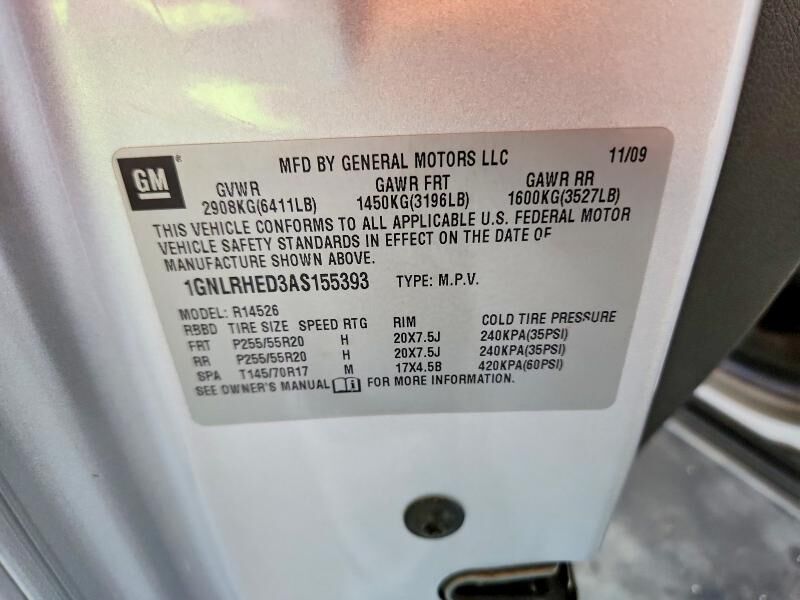 GM® MFD BY GENERAL MOTORS LLC 11/09
GVWR GAWR FRT GAWR RR
2908KG(6411LB) 1450KG(3196LB) 1600KG(3527LB)
THIS VEHICLE CONFORMS TO ALL APPLICABLE U.S. FEDERAL MOTOR
VEHICLE SAFETY STANDARDS IN EFFECT ON THE DATE OF
MANUFACTURE SHOWN ABOVE.
1GNLRHED3AS155393 TYPE: M.P.V.
MODEL: R14526
RBBD TIRE SIZE SPEED RTG RIM COLD TIRE PRESSURE
FRT P255/55R20 H 20X7.5J 240KPA(35PSI)
RR P255/55R20 H 20X7.5J 240KPA(35PSI)
SPA T145/70R17 M 17X4.5B 420KPA(60PSI)
SEE OWNER'S MANUAL FOR MORE INFORMATION.